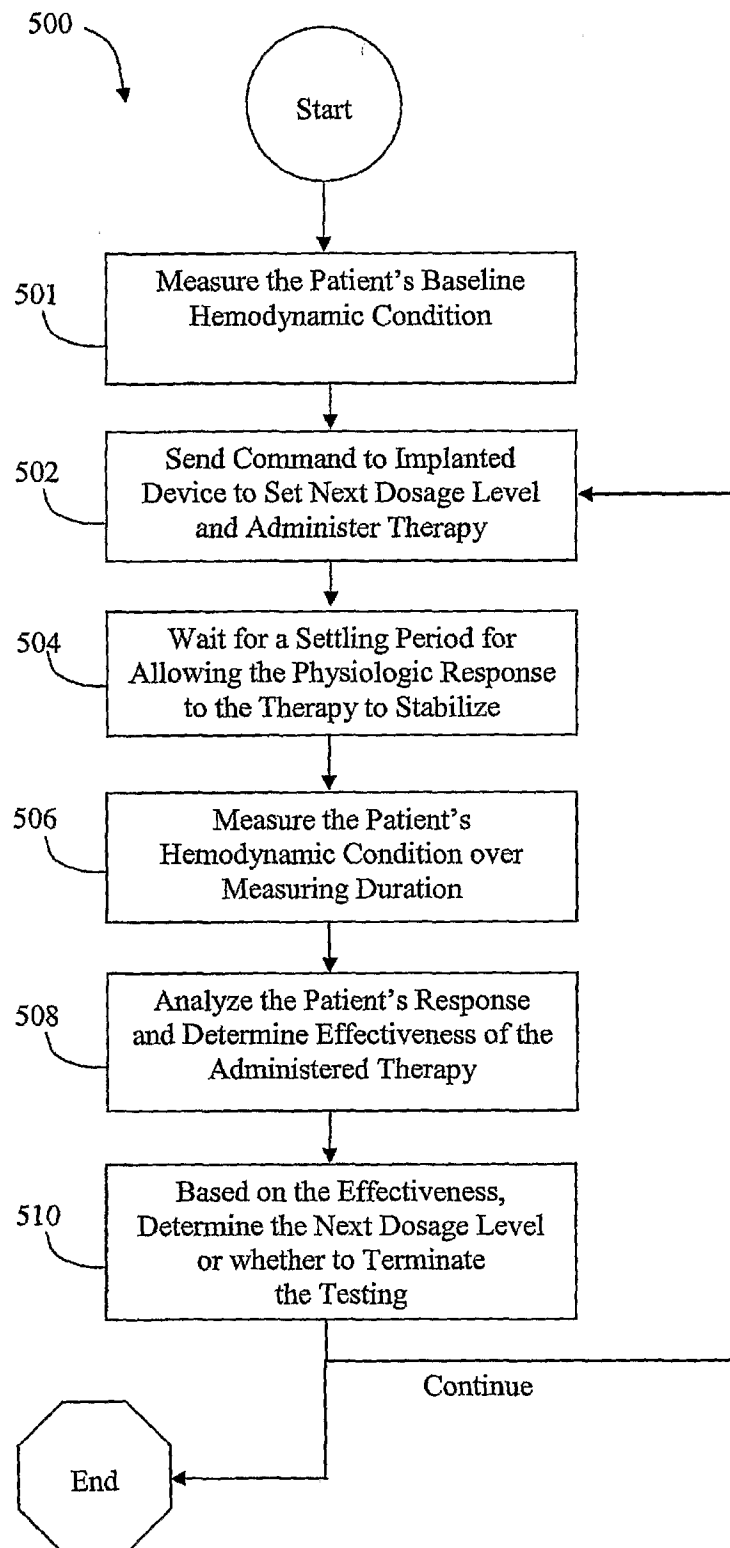 500
Start
501
Measure the Patient's Baseline
Hemodynamic Condition
502
Send Command to Implanted
Device to Set Next Dosage Level
and Administer Therapy
504
Wait for a Settling Period for
Allowing the Physiologic Response
to the Therapy to Stabilize
506
Measure the Patient's
Hemodynamic Condition over
Measuring Duration
508
Analyze the Patient's Response
and Determine Effectiveness of the
Administered Therapy
510
Based on the Effectiveness,
Determine the Next Dosage Level
or whether to Terminate
the Testing
Continue
End